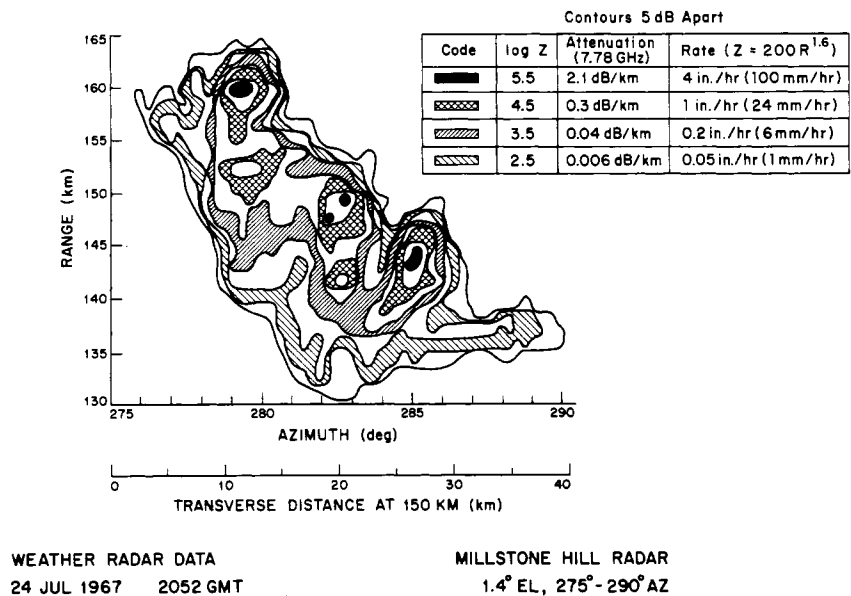 Contours 5 dB Apart
Code log Z Attenuation (7.78 GHz) Rate (Z = 200 R^1.6)
5.5 2.1 dB/km 4 in./hr (100 mm/hr)
4.5 0.3 dB/km 1 in./hr (24 mm/hr)
3.5 0.04 dB/km 0.2 in./hr (6 mm/hr)
2.5 0.006 dB/km 0.05 in./hr (1 mm/hr)
165
160
155
150
145
140
135
130
RANGE (km)
275 280 285 290
AZIMUTH (deg)
0 10 20 30 40
TRANSVERSE DISTANCE AT 150 KM (km)
WEATHER RADAR DATA
24 JUL 1967 2052 GMT
MILLSTONE HILL RADAR
1.4° EL, 275°-290° AZ